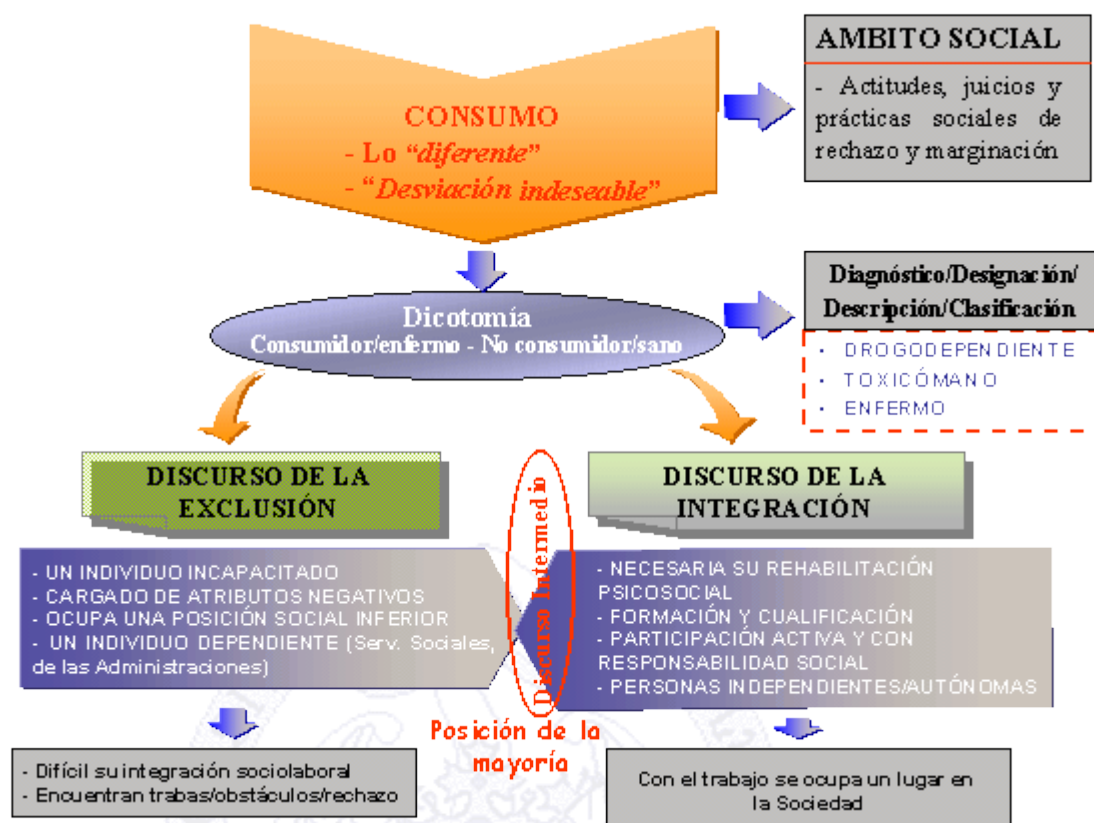 CONSUMO
- Lo “diferente”
- “Desviación indeseable”
AMBITO SOCIAL
- Actitudes, juicios y
prácticas sociales de
rechazo y marginación
Dicotomía
Consumidor/enfermo - No consumidor/sano
Diagnóstico/Designación/
Descripción/Clasificación
· DROGODEPENDIENTE
· TOXICÓMANO
· ENFERMO
DISCURSO DE LA
EXCLUSIÓN
DISCURSO DE LA
INTEGRACIÓN
- UN INDIVIDUO INCAPACITADO
- CARGADO DE ATRIBUTOS NEGATIVOS
- OCUPA UNA POSICIÓN SOCIAL INFERIOR
- UN INDIVIDUO DEPENDIENTE (Serv. Sociales,
de las Administraciones)
Discurso Intermedio
- NECESARIA SU REHABILITACIÓN
PSICOSOCIAL
- FORMACIÓN Y CUALIFICACIÓN
- PARTICIPACIÓN ACTIVA Y CON
RESPONSABILIDAD SOCIAL
- PERSONAS INDEPENDIENTES/AUTÓNOMAS
Posición de la
mayoría
- Difícil su integración sociolaboral
- Encuentran trabas/obstáculos/rechazo
Con el trabajo se ocupa un lugar en
la Sociedad